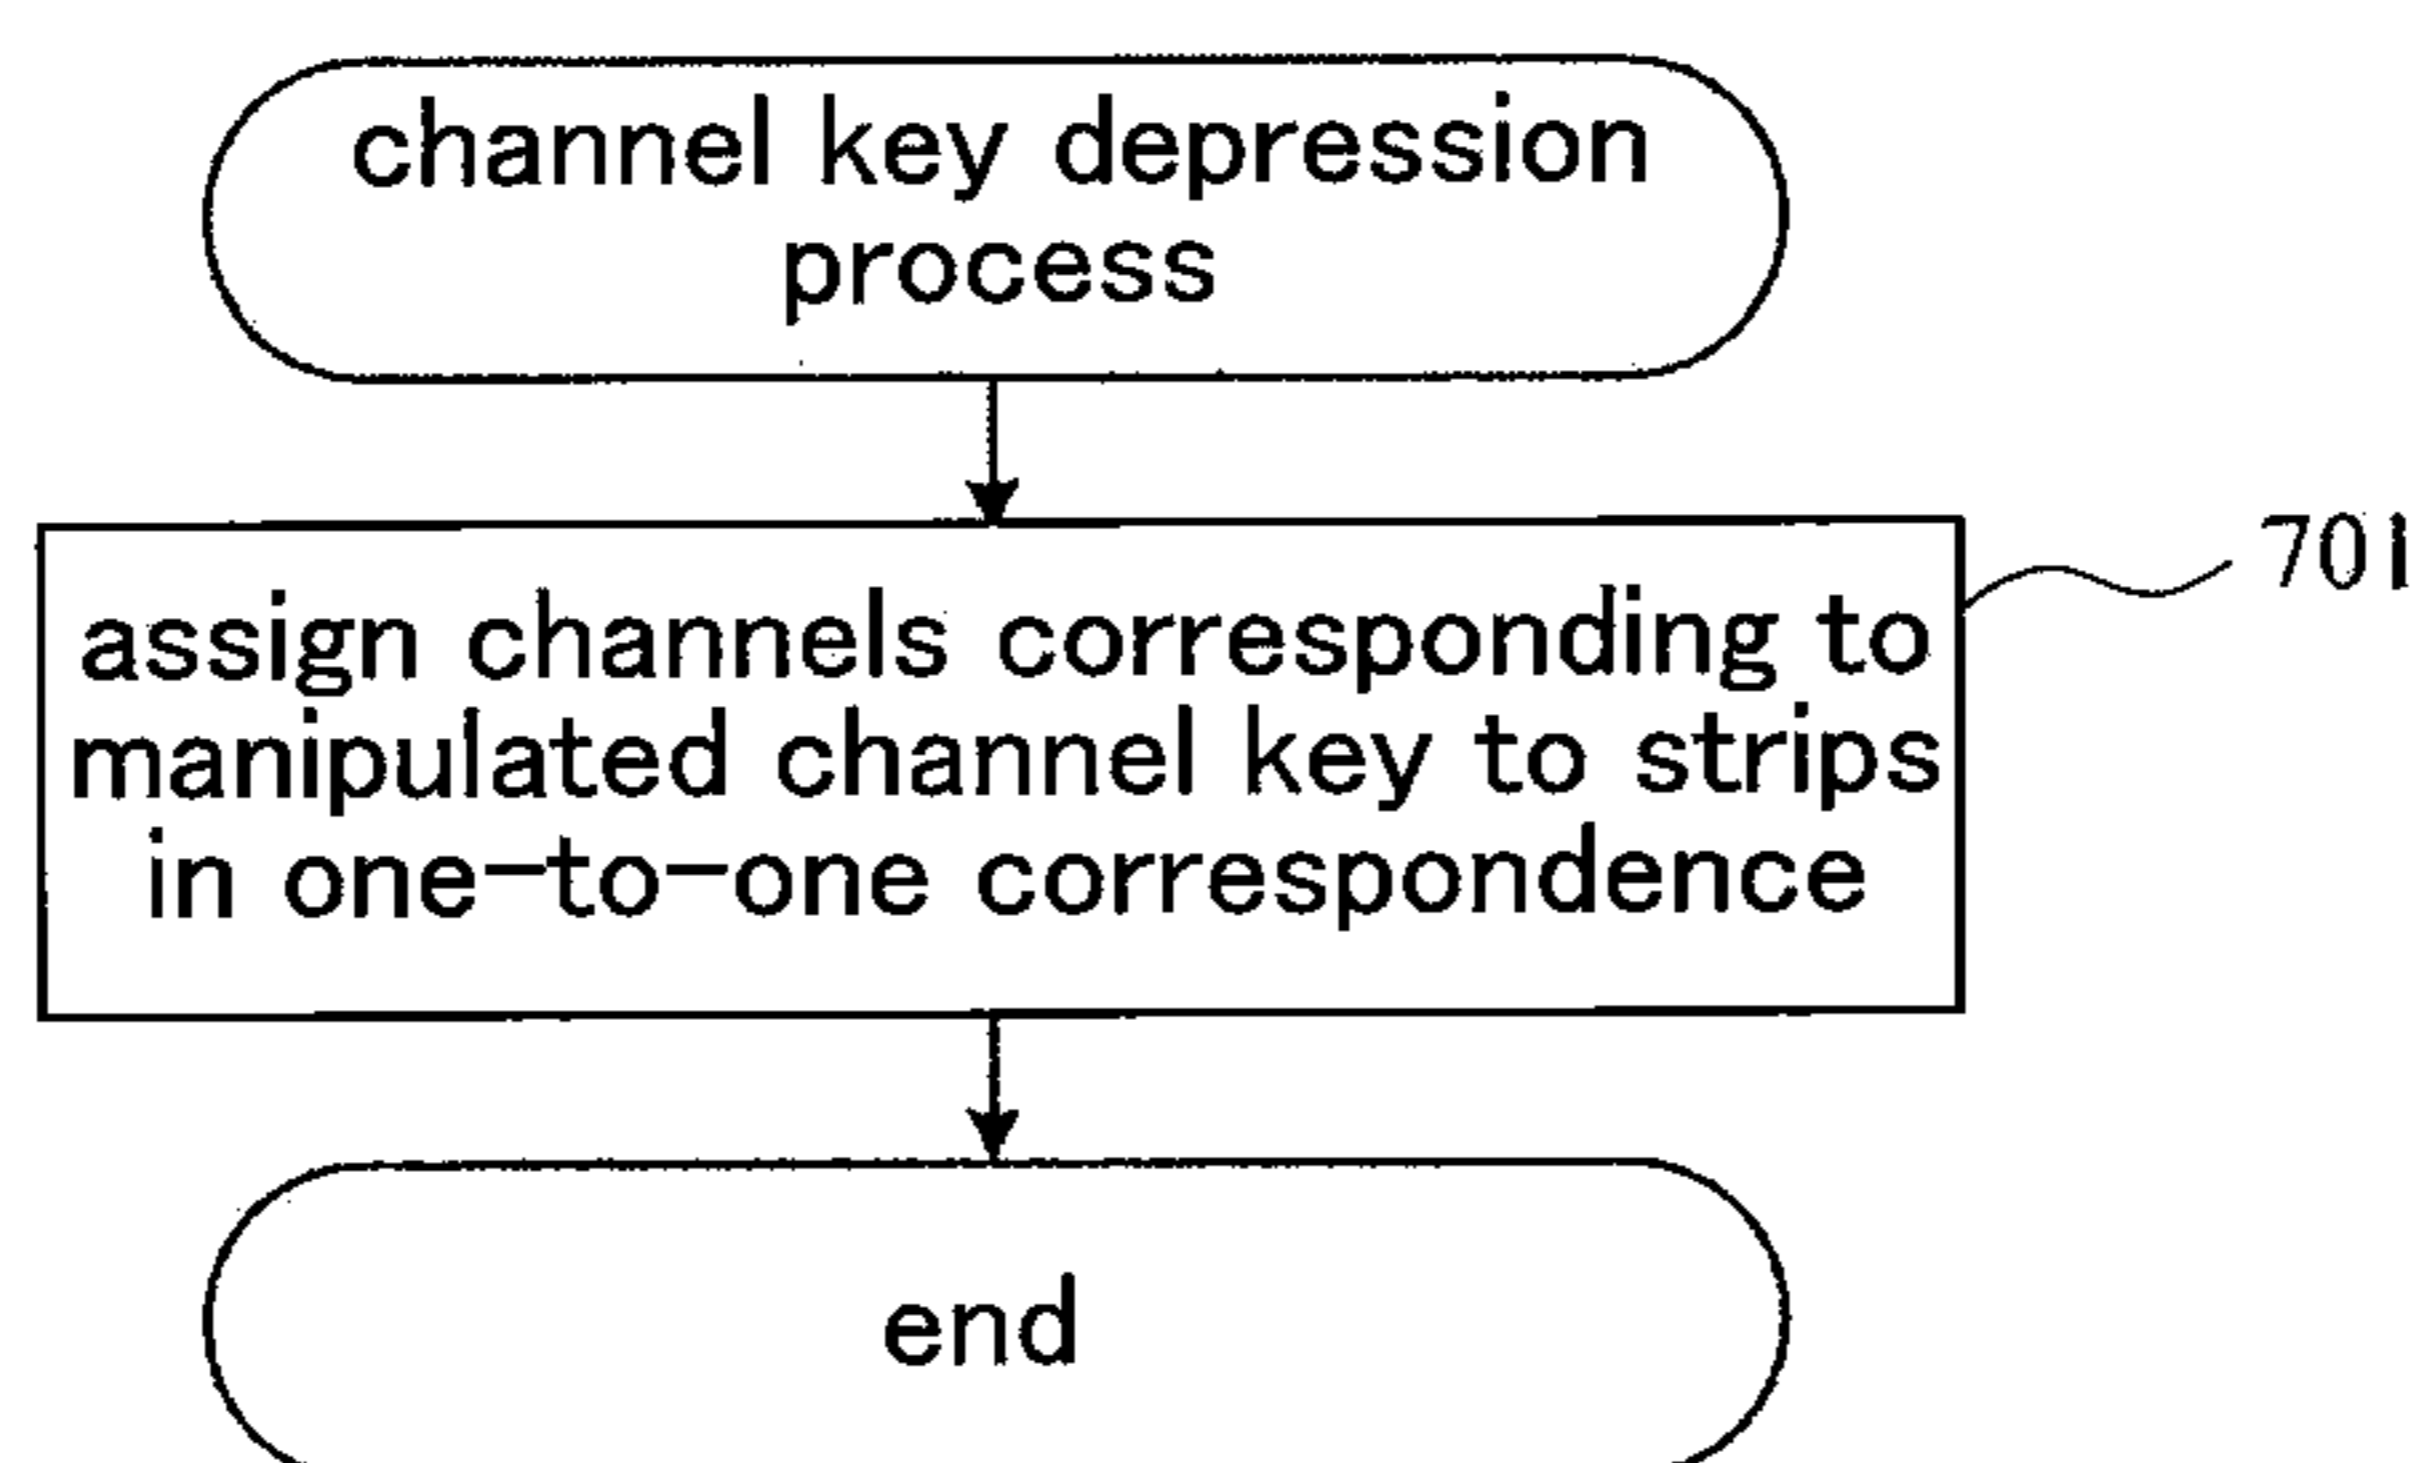 channel key depression
process
701
assign channels corresponding to
manipulated channel key to strips
in one-to-one correspondence
end